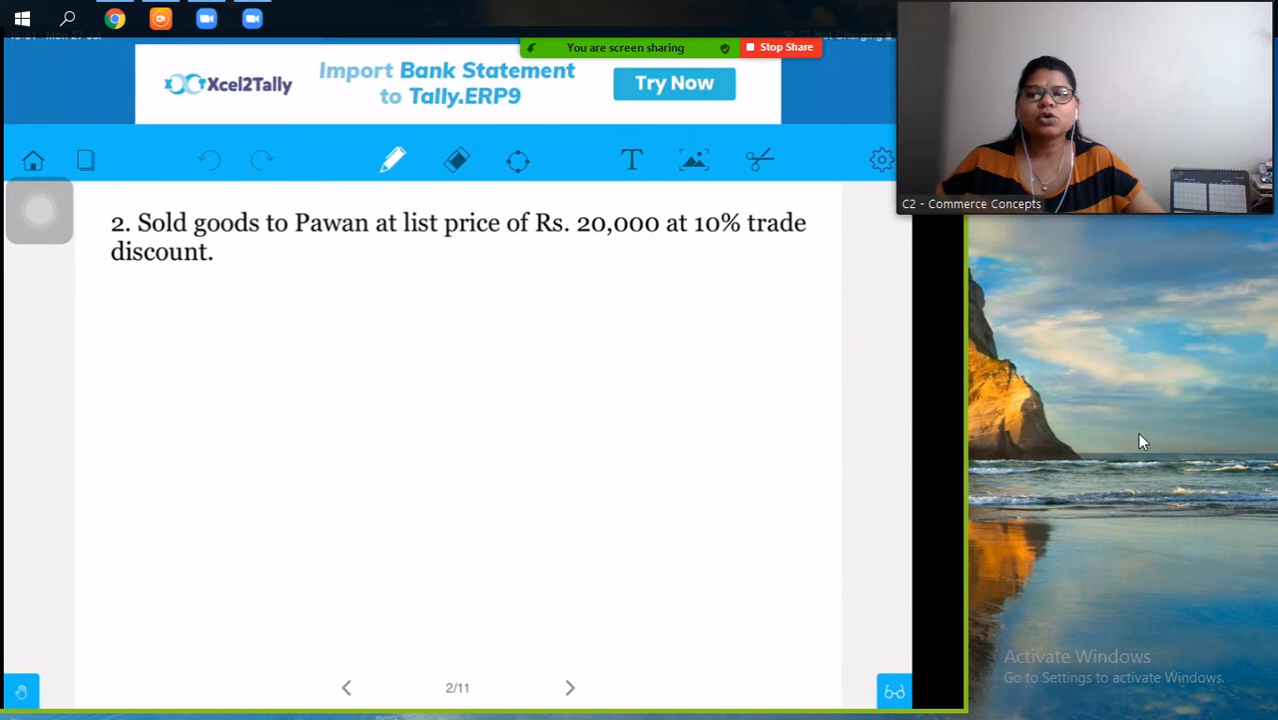 You are screen sharing
Stop Share
Xcel2Tally
Import Bank Statement
to Tally.ERP9
Try Now
T
C2 - Commerce Concepts
2. Sold goods to Pawan at list price of Rs. 20,000 at 10% trade
discount.
2/11
Activate Windows
Go to Settings to activate Windows.